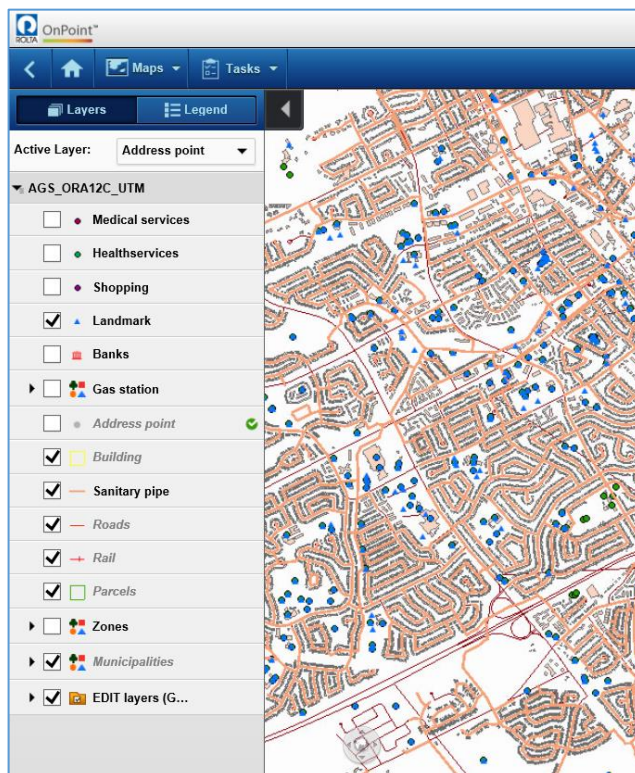 ROLTA OnPoint™
Maps Tasks
Layers Legend
Active Layer: Address point
AGS_ORA12C_UTM
Medical services
Healthservices
Shopping
Landmark
Banks
Gas station
Address point
Building
Sanitary pipe
Roads
Rail
Parcels
Zones
Municipalities
EDIT layers (G...